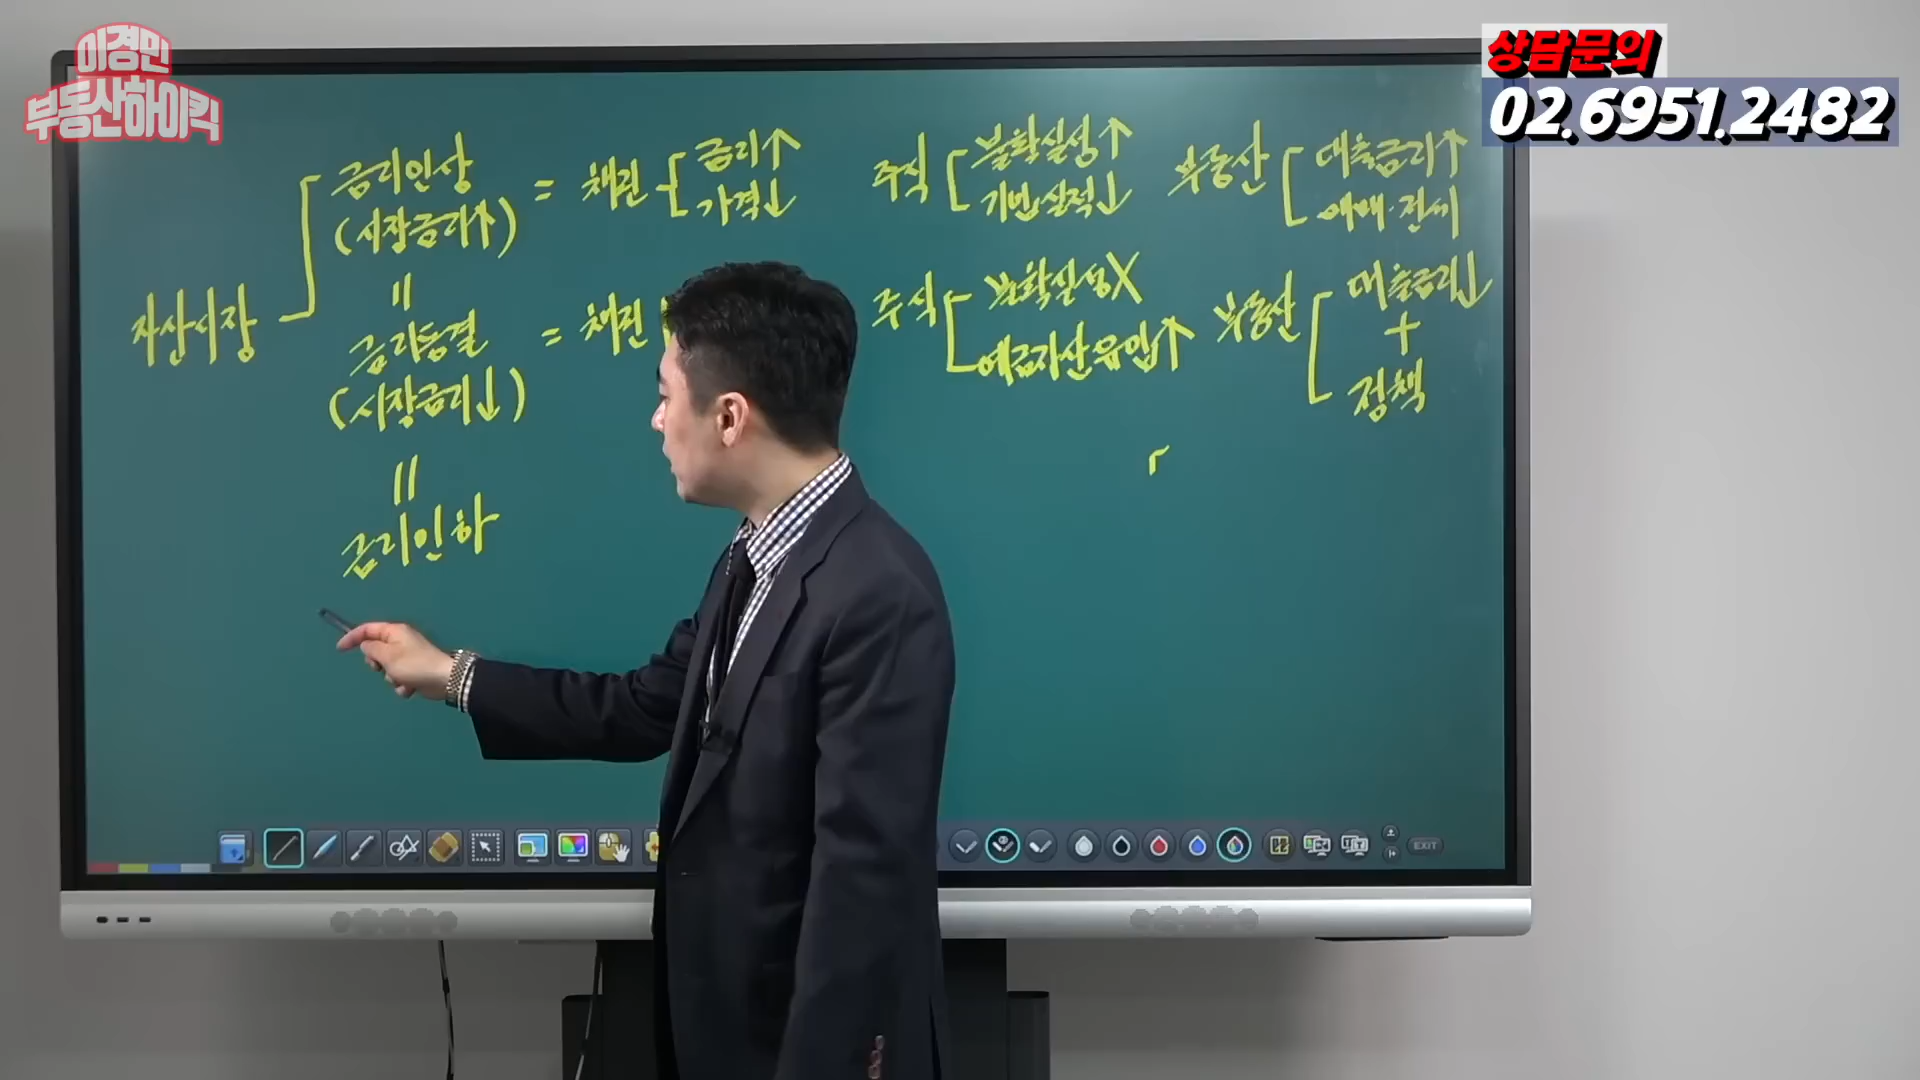 이경민
부동산하이킥
상담문의
02.6951.2482
자산시장
금리인상 = 채권 금리↑ 주식 불확실성↑ 부동산 대출금리↑
(시장금리↑) 가격↓ 기업실적↓ 매매·전세
=
금리동결 = 채권 주식 불확실성X 부동산 대출금리↓
(시장금리↓) 예금자산유입↑ +
정책
=
금리인하
EXIT